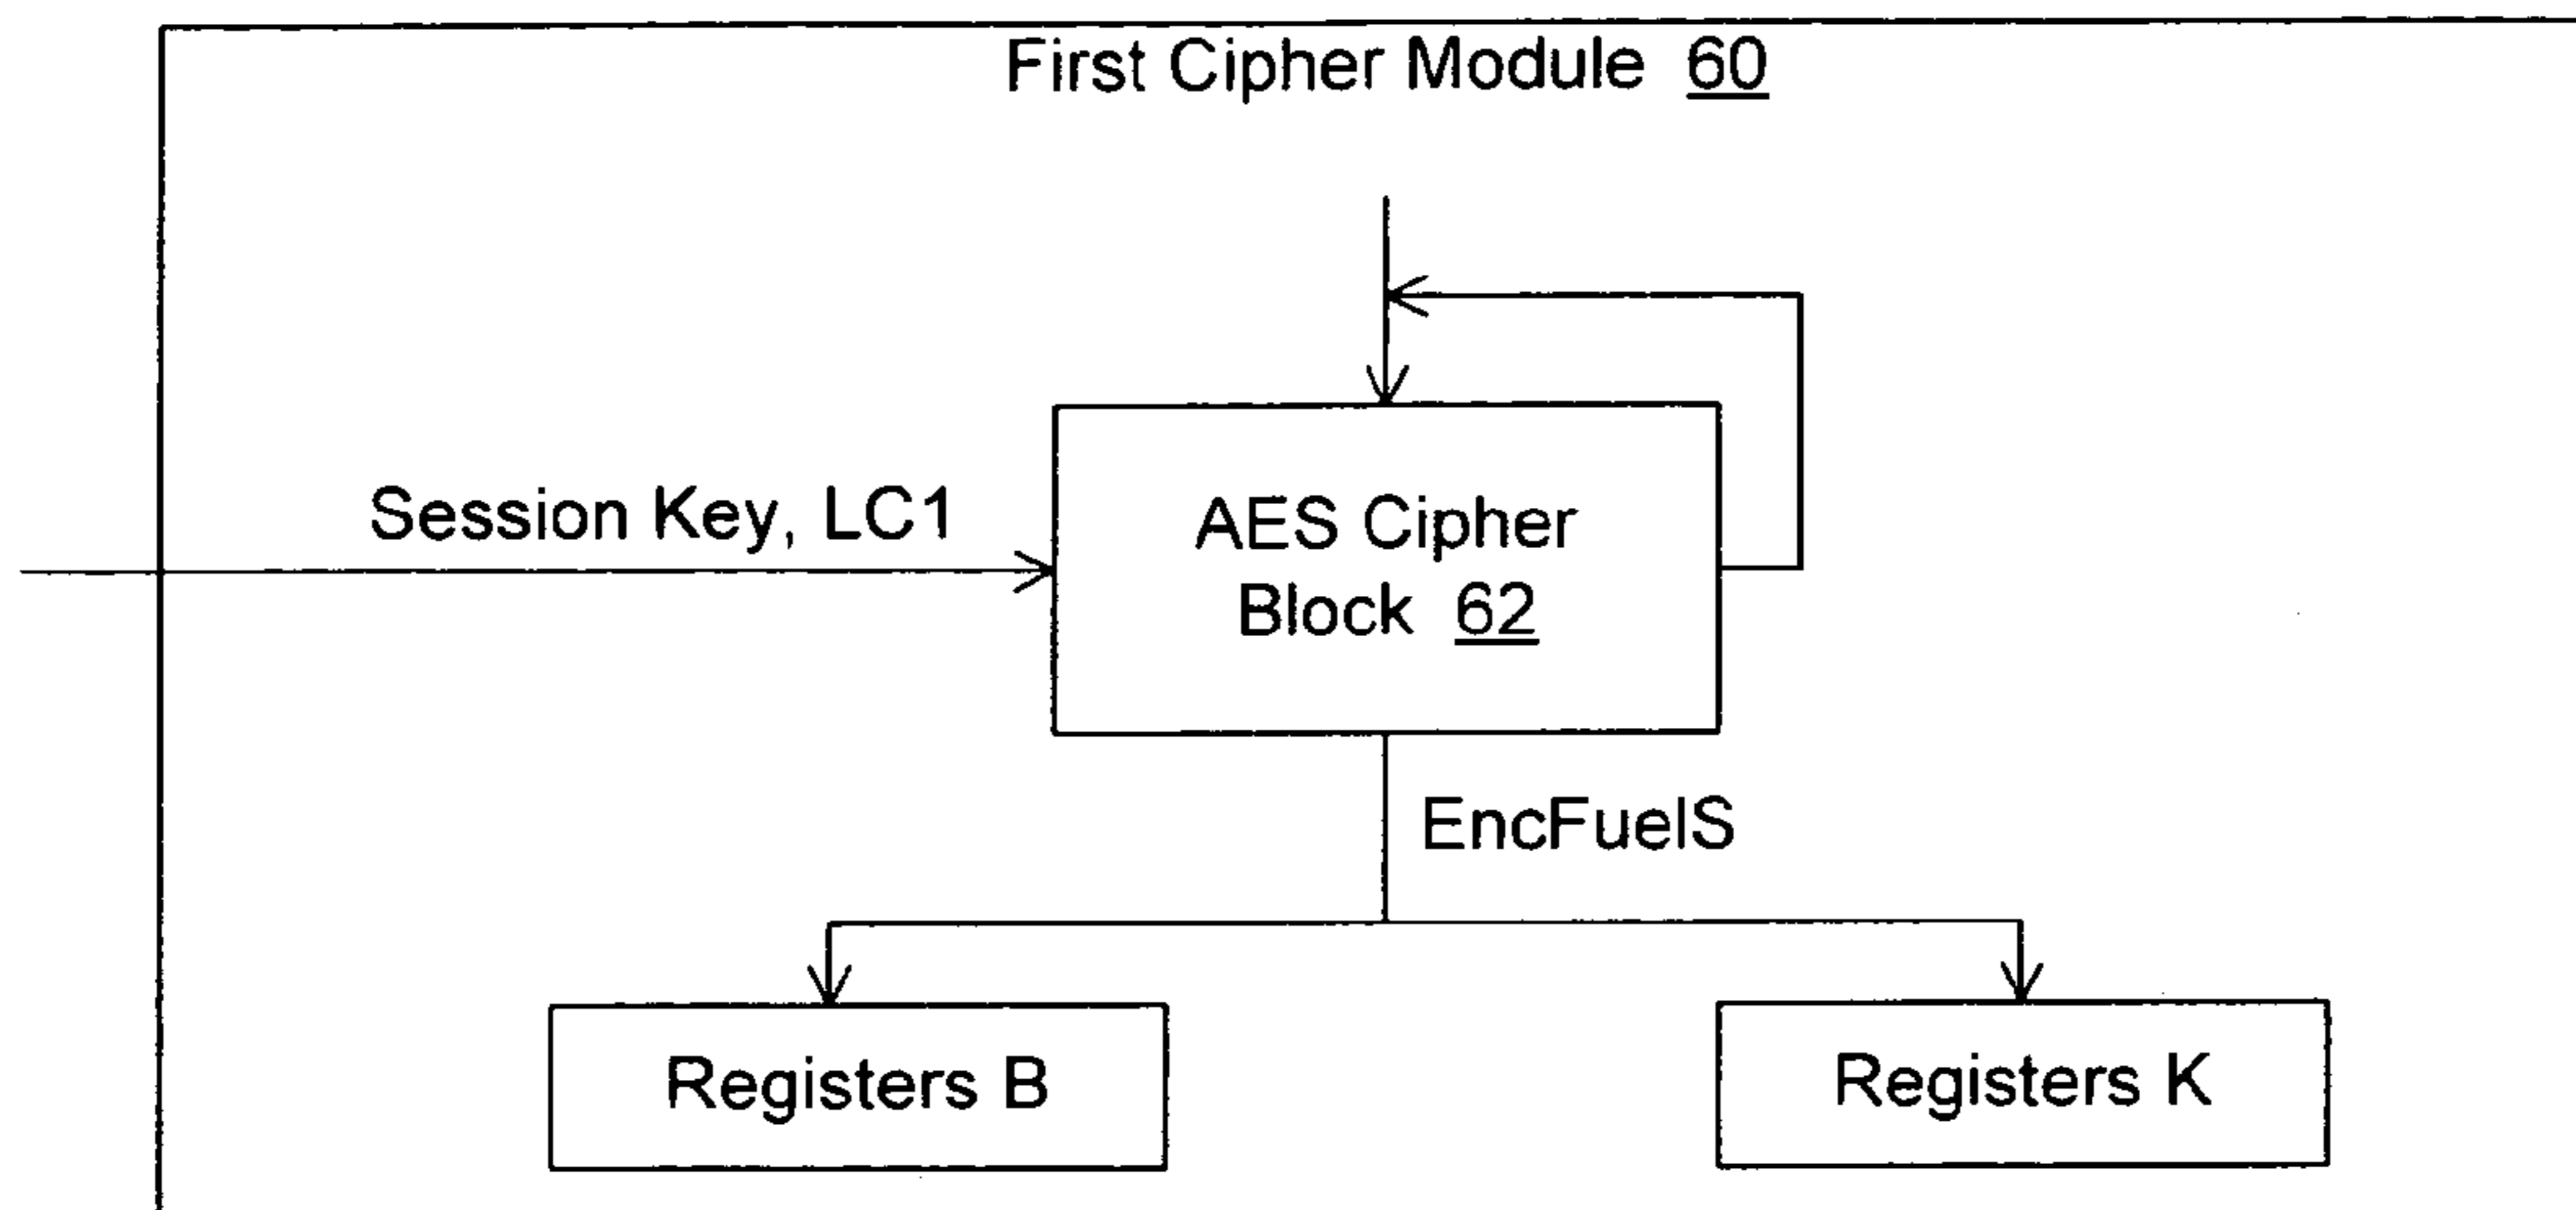 First Cipher Module 60
Session Key, LC1
AES Cipher
Block 62
EncFuelS
Registers B
Registers K